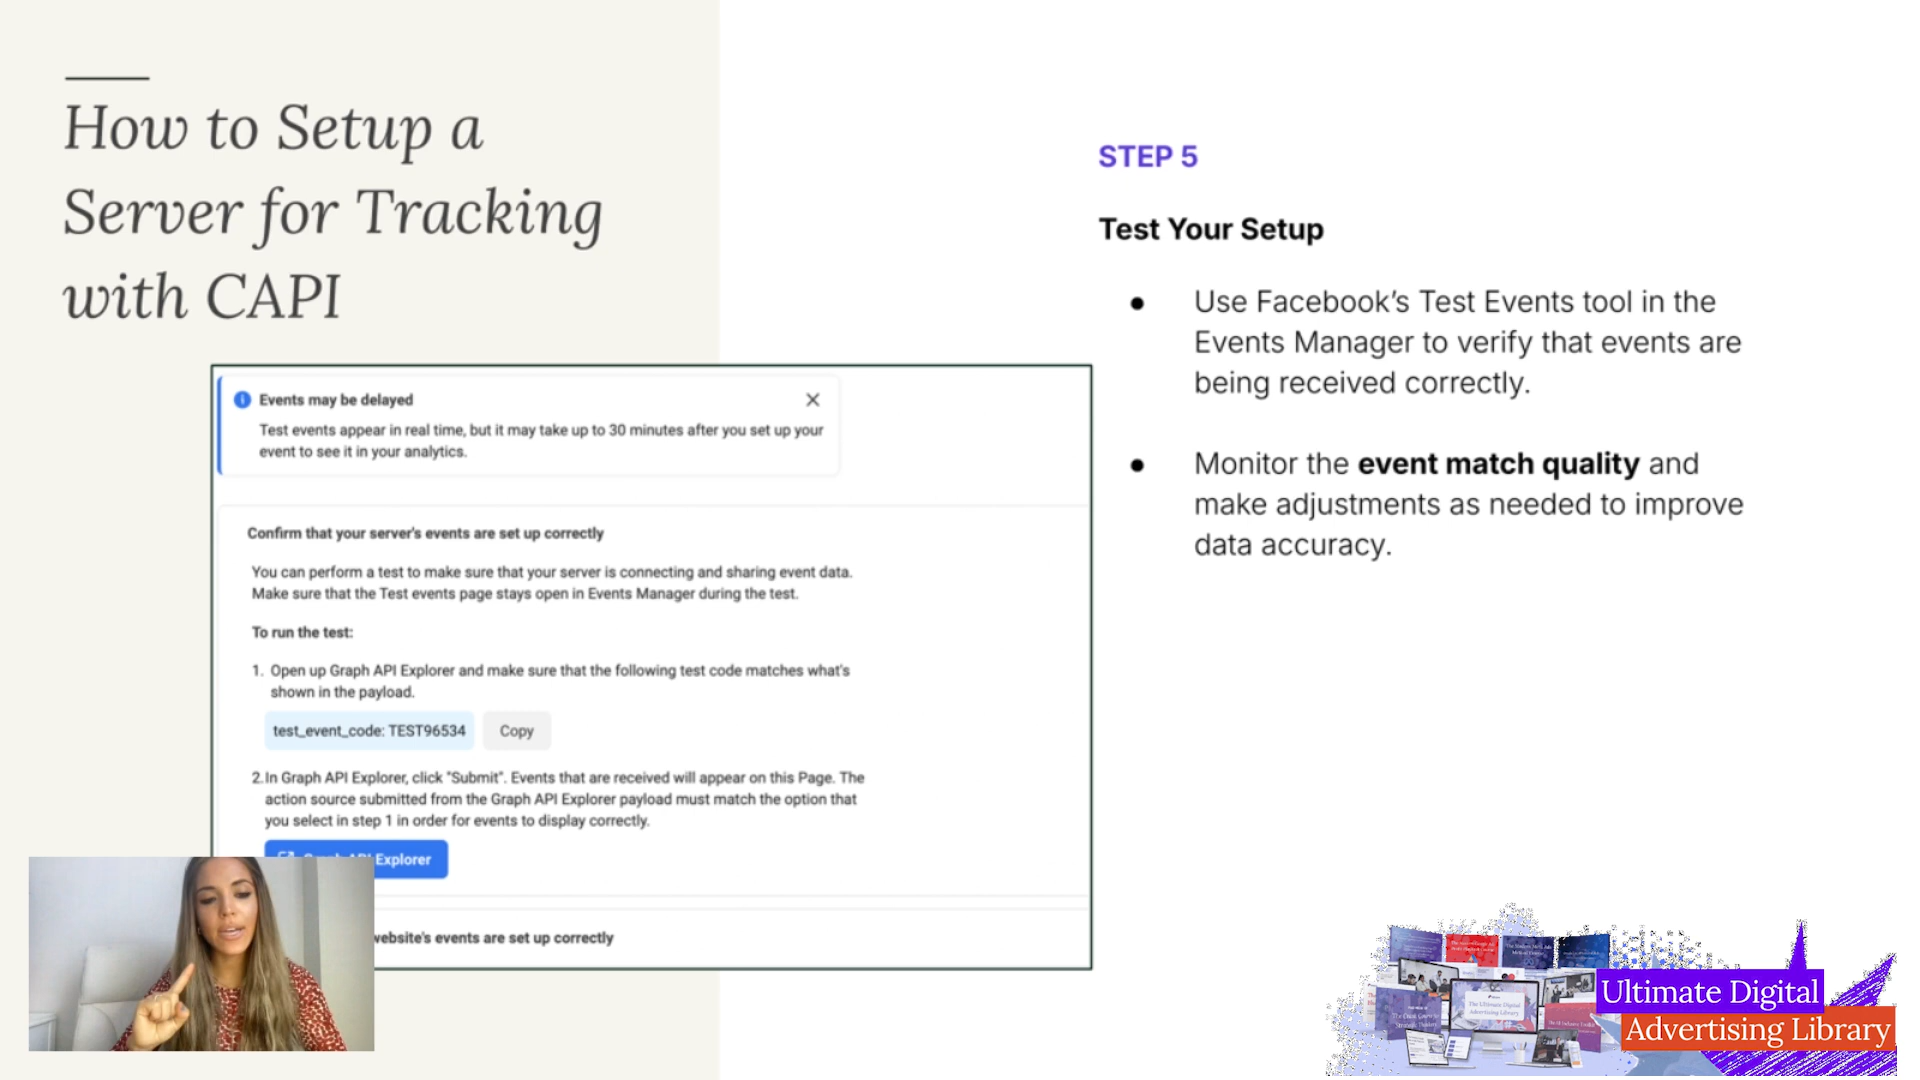 How to Setup a
Server for Tracking
with CAPI
Events may be delayed
Test events appear in real time, but it may take up to 30 minutes after you set up your
event to see it in your analytics.
Confirm that your server's events are set up correctly
You can perform a test to make sure that your server is connecting and sharing event data.
Make sure that the Test events page stays open in Events Manager during the test.
To run the test:
1. Open up Graph API Explorer and make sure that the following test code matches what's
shown in the payload.
test_event_code: TEST96534
Copy
2.In Graph API Explorer, click "Submit". Events that are received will appear on this Page. The
action source submitted from the Graph API Explorer payload must match the option that
you select in step 1 in order for events to display correctly.
Graph API Explorer
website's events are set up correctly
STEP 5
Test Your Setup
● Use Facebook’s Test Events tool in the
Events Manager to verify that events are
being received correctly.
● Monitor the event match quality and
make adjustments as needed to improve
data accuracy.
Ultimate Digital
Advertising Library